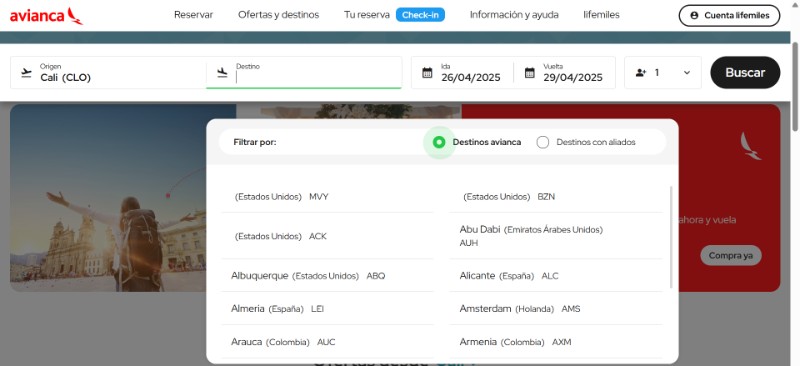 avianca
Reservar Ofertas y destinos Tu reserva Check-in Información y ayuda lifemiles Cuenta lifemiles
Origen
Cali (CLO)
Destino
Ida
26/04/2025
Vuelta
29/04/2025
1
Buscar
Filtrar por: Destinos avianca Destinos con aliados
(Estados Unidos) MVY (Estados Unidos) BZN
(Estados Unidos) ACK
Abu Dabi (Emiratos Árabes Unidos)
AUH
Albuquerque (Estados Unidos) ABQ Alicante (España) ALC
Almeria (España) LEI Amsterdam (Holanda) AMS
Arauca (Colombia) AUC Armenia (Colombia) AXM
ahora y vuela
Compra ya